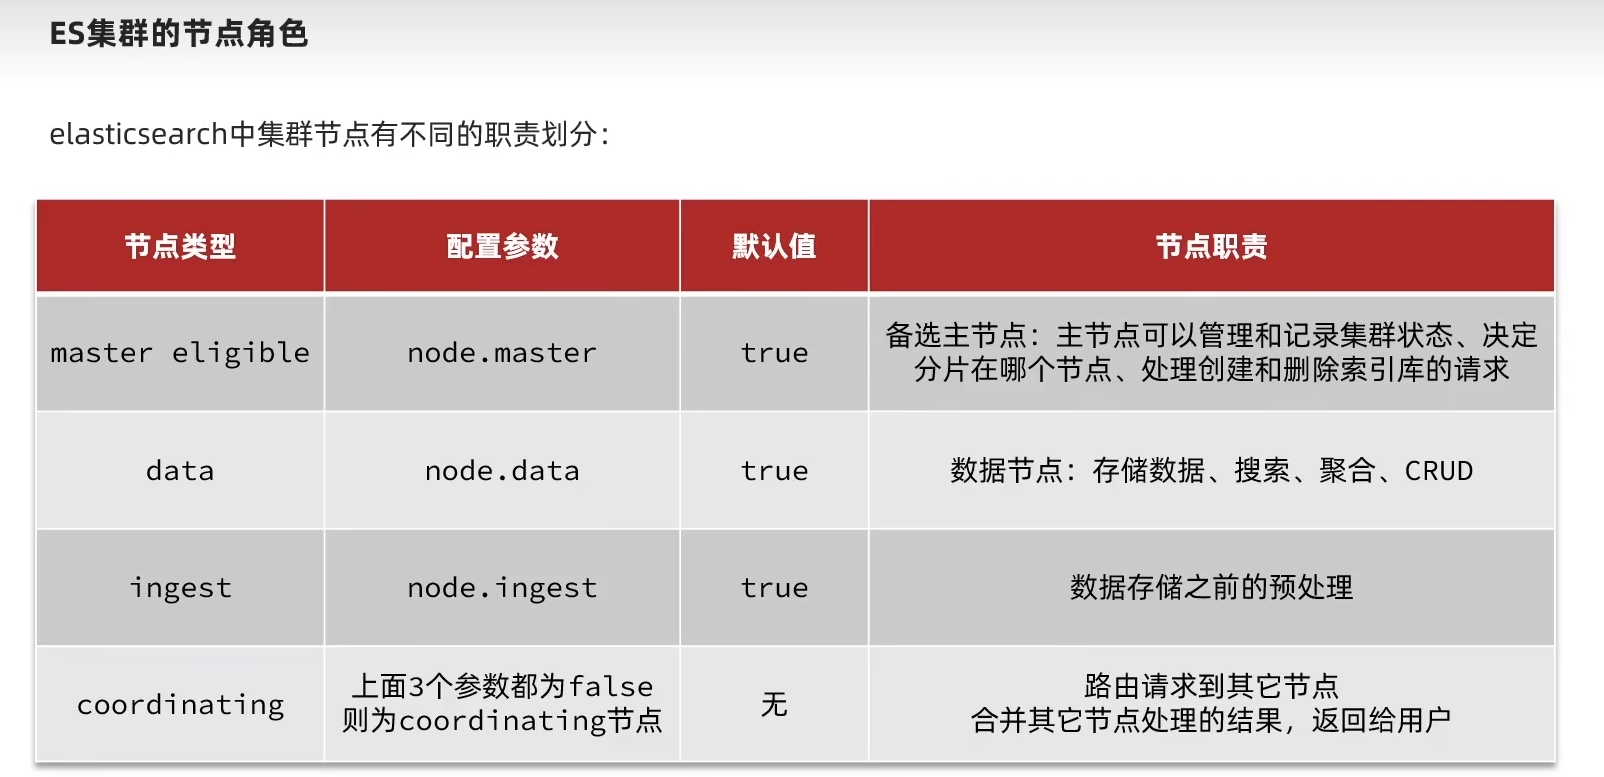 ES集群的节点角色
elasticsearch中集群节点有不同的职责划分：
节点类型 配置参数 默认值 节点职责
master eligible node.master true 备选主节点：主节点可以管理和记录集群状态、决定
分片在哪个节点、处理创建和删除索引库的请求
data node.data true 数据节点：存储数据、搜索、聚合、CRUD
ingest node.ingest true 数据存储之前的预处理
coordinating 上面3个参数都为false
则为coordinating节点 无 路由请求到其它节点
合并其它节点处理的结果，返回给用户